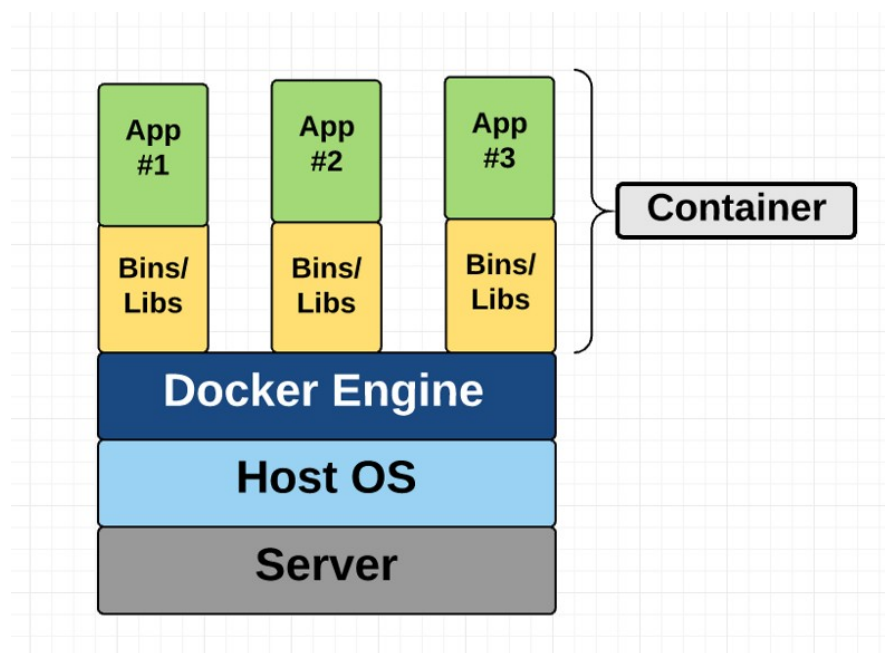 App
#1
App
#2
App
#3
Container
Bins/
Libs
Bins/
Libs
Bins/
Libs
Docker Engine
Host OS
Server